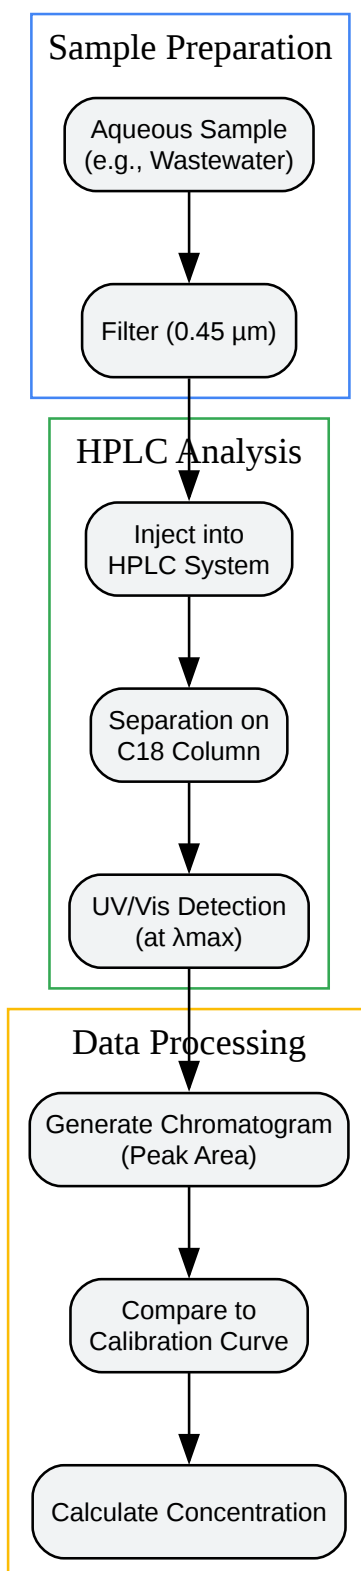 Sample Preparation
Aqueous Sample
(e.g., Wastewater)
Filter (0.45 µm)
HPLC Analysis
Inject into
HPLC System
Separation on
C18 Column
UV/Vis Detection
(at λmax)
Data Processing
Generate Chromatogram
(Peak Area)
Compare to
Calibration Curve
Calculate Concentration